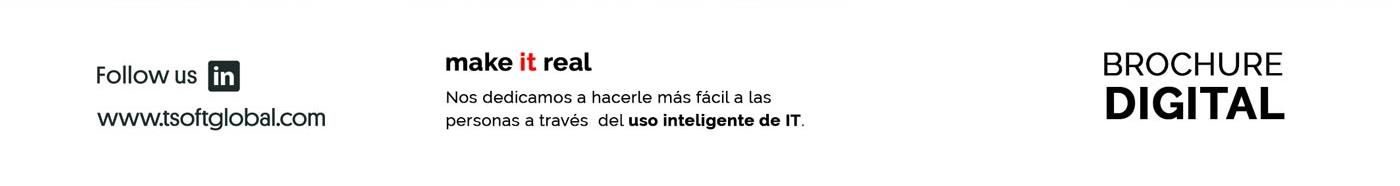 Follow us in
www.tsoftglobal.com
make it real
Nos dedicamos a hacerle más fácil a las
personas a través  del uso inteligente de IT.
BROCHURE
DIGITAL